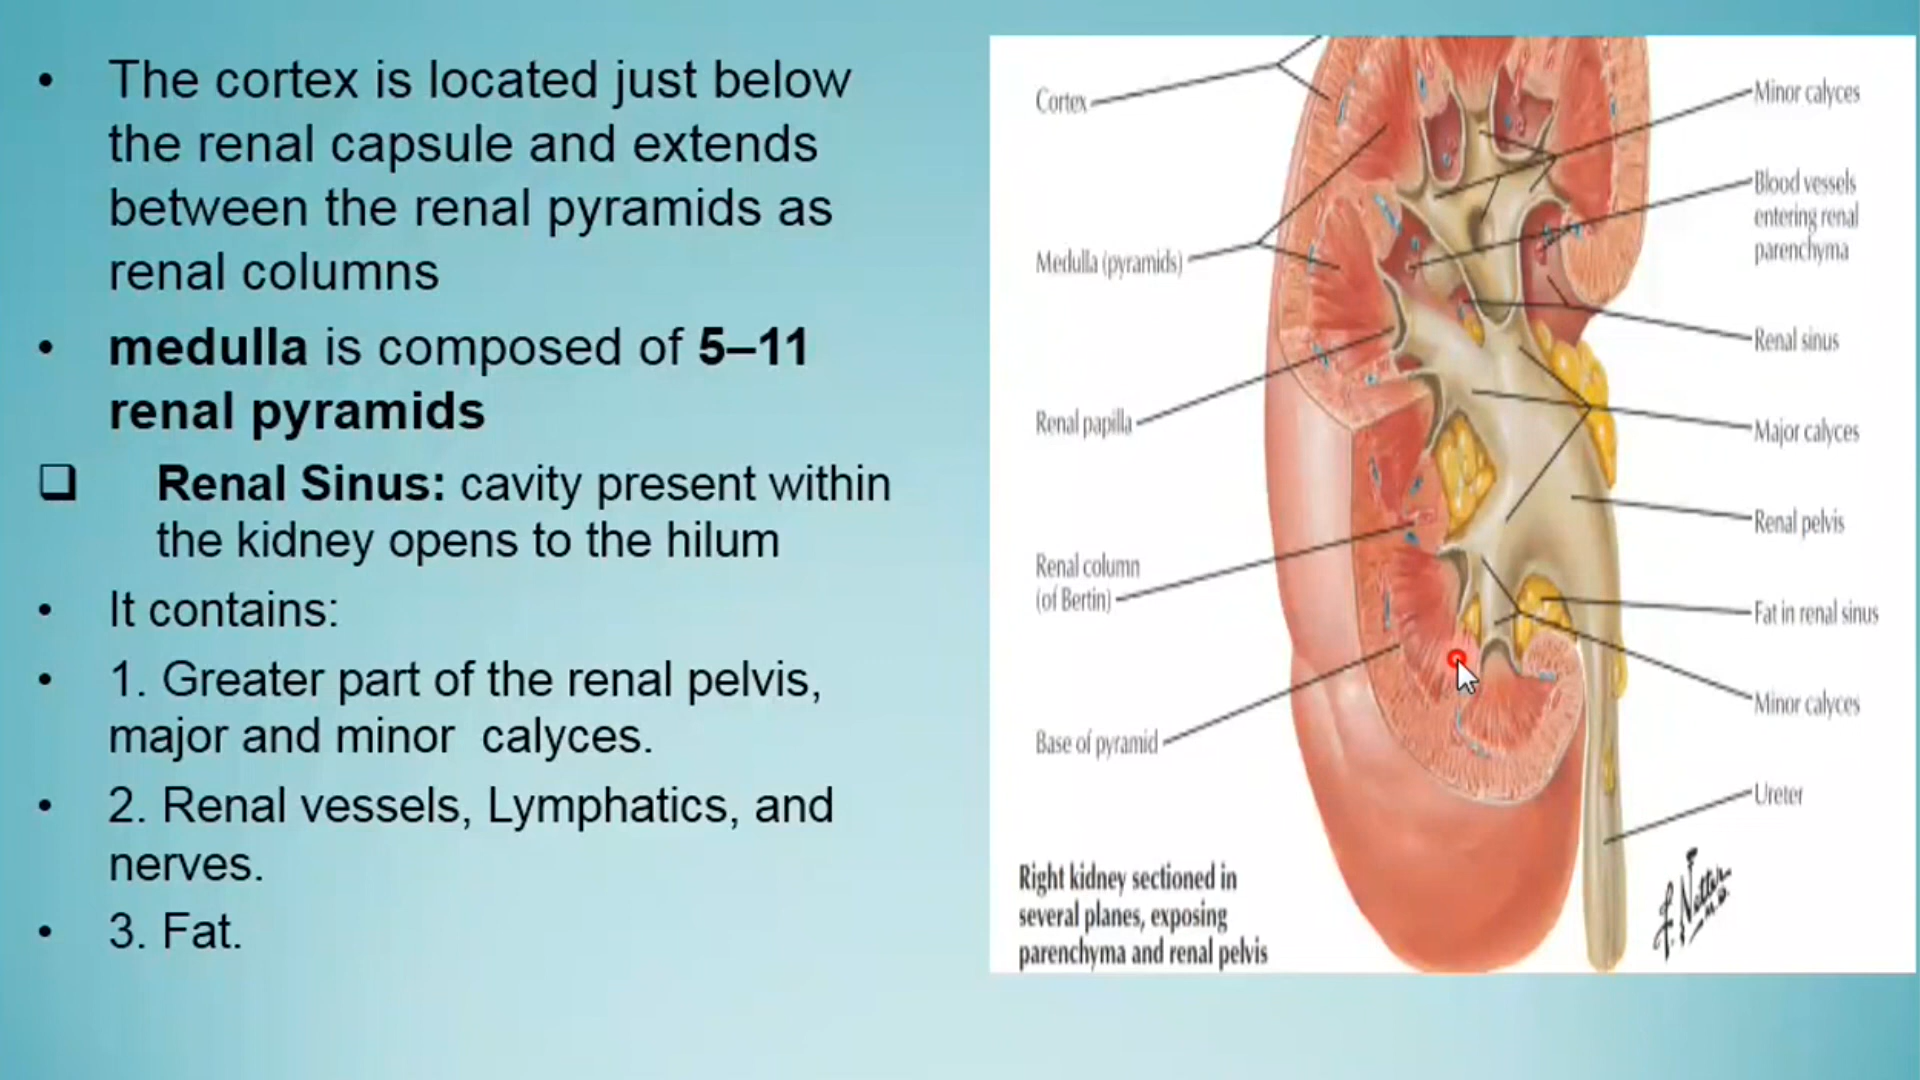 • The cortex is located just below
the renal capsule and extends
between the renal pyramids as
renal columns
• medulla is composed of 5–11
renal pyramids
❑ Renal Sinus: cavity present within
the kidney opens to the hilum
• It contains:
• 1. Greater part of the renal pelvis,
major and minor calyces.
• 2. Renal vessels, Lymphatics, and
nerves.
• 3. Fat.
Cortex
Medulla (pyramids)
Renal papilla
Renal column
(of Bertin)
Base of pyramid
Right kidney sectioned in
several planes, exposing
parenchyma and renal pelvis
Minor calyces
Blood vessels
entering renal
parenchyma
Renal sinus
Major calyces
Renal pelvis
Fat in renal sinus
Minor calyces
Ureter
F. Netter
M.D.